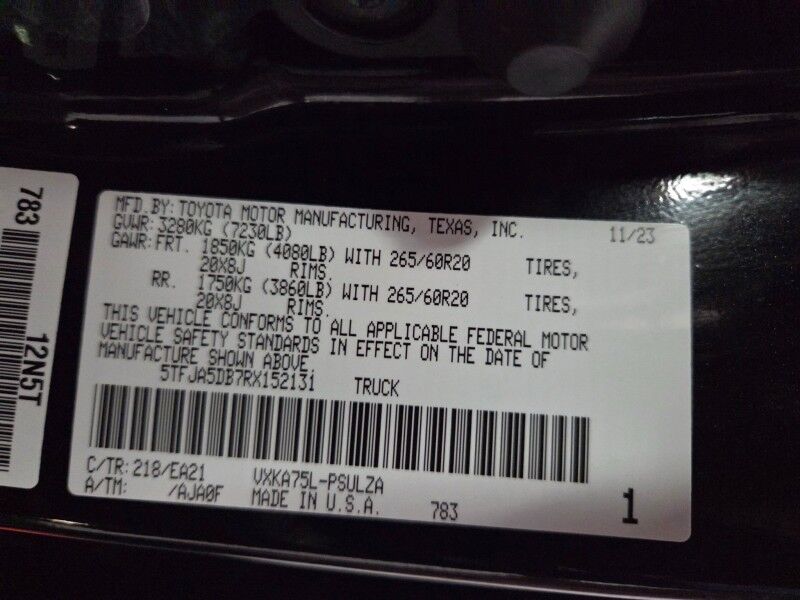 783
12N5T
MFD. BY: TOYOTA MOTOR MANUFACTURING, TEXAS, INC. 11/23
GVWR: 3280KG (7230LB)
GAWR: FRT. 1850KG (4080LB) WITH 265/60R20 TIRES,
20X8J RIMS.
RR. 1750KG (3860LB) WITH 265/60R20 TIRES,
20X8J RIMS.
THIS VEHICLE CONFORMS TO ALL APPLICABLE FEDERAL MOTOR
VEHICLE SAFETY STANDARDS IN EFFECT ON THE DATE OF
MANUFACTURE SHOWN ABOVE.
5TFJA5DB7RX152131 TRUCK
C/TR: 218/EA21 VXKA75L-PSULZA
A/TM: /AJA0F MADE IN U.S.A. 783 1